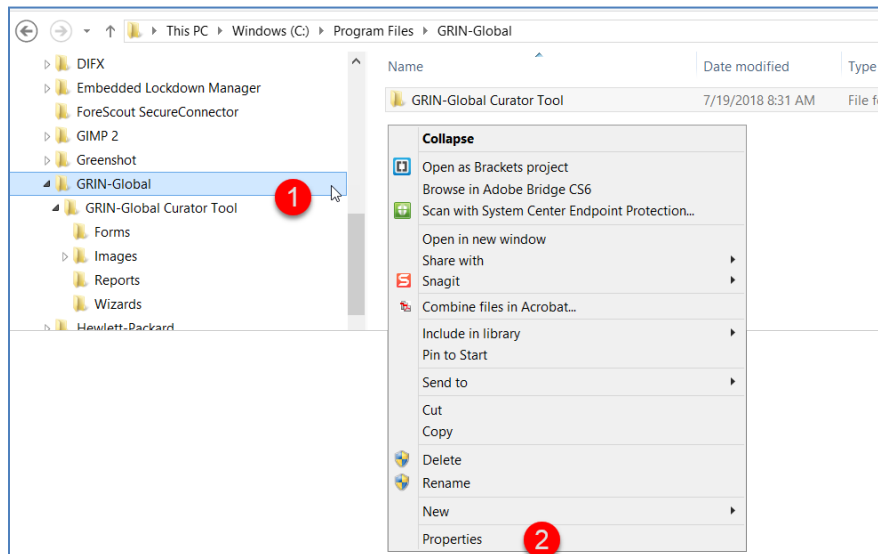 This PC Windows (C:) Program Files GRIN-Global
DIFX
Embedded Lockdown Manager
ForeScout SecureConnector
GIMP 2
Greenshot
GRIN-Global
1
GRIN-Global Curator Tool
Forms
Images
Reports
Wizards
Hewlett-Packard
Name Date modified Type
GRIN-Global Curator Tool 7/19/2018 8:31 AM File f
Collapse
Open as Brackets project
Browse in Adobe Bridge CS6
Scan with System Center Endpoint Protection...
Open in new window
Share with
Snagit
Combine files in Acrobat...
Include in library
Pin to Start
Send to
Cut
Copy
Delete
Rename
New
Properties 2